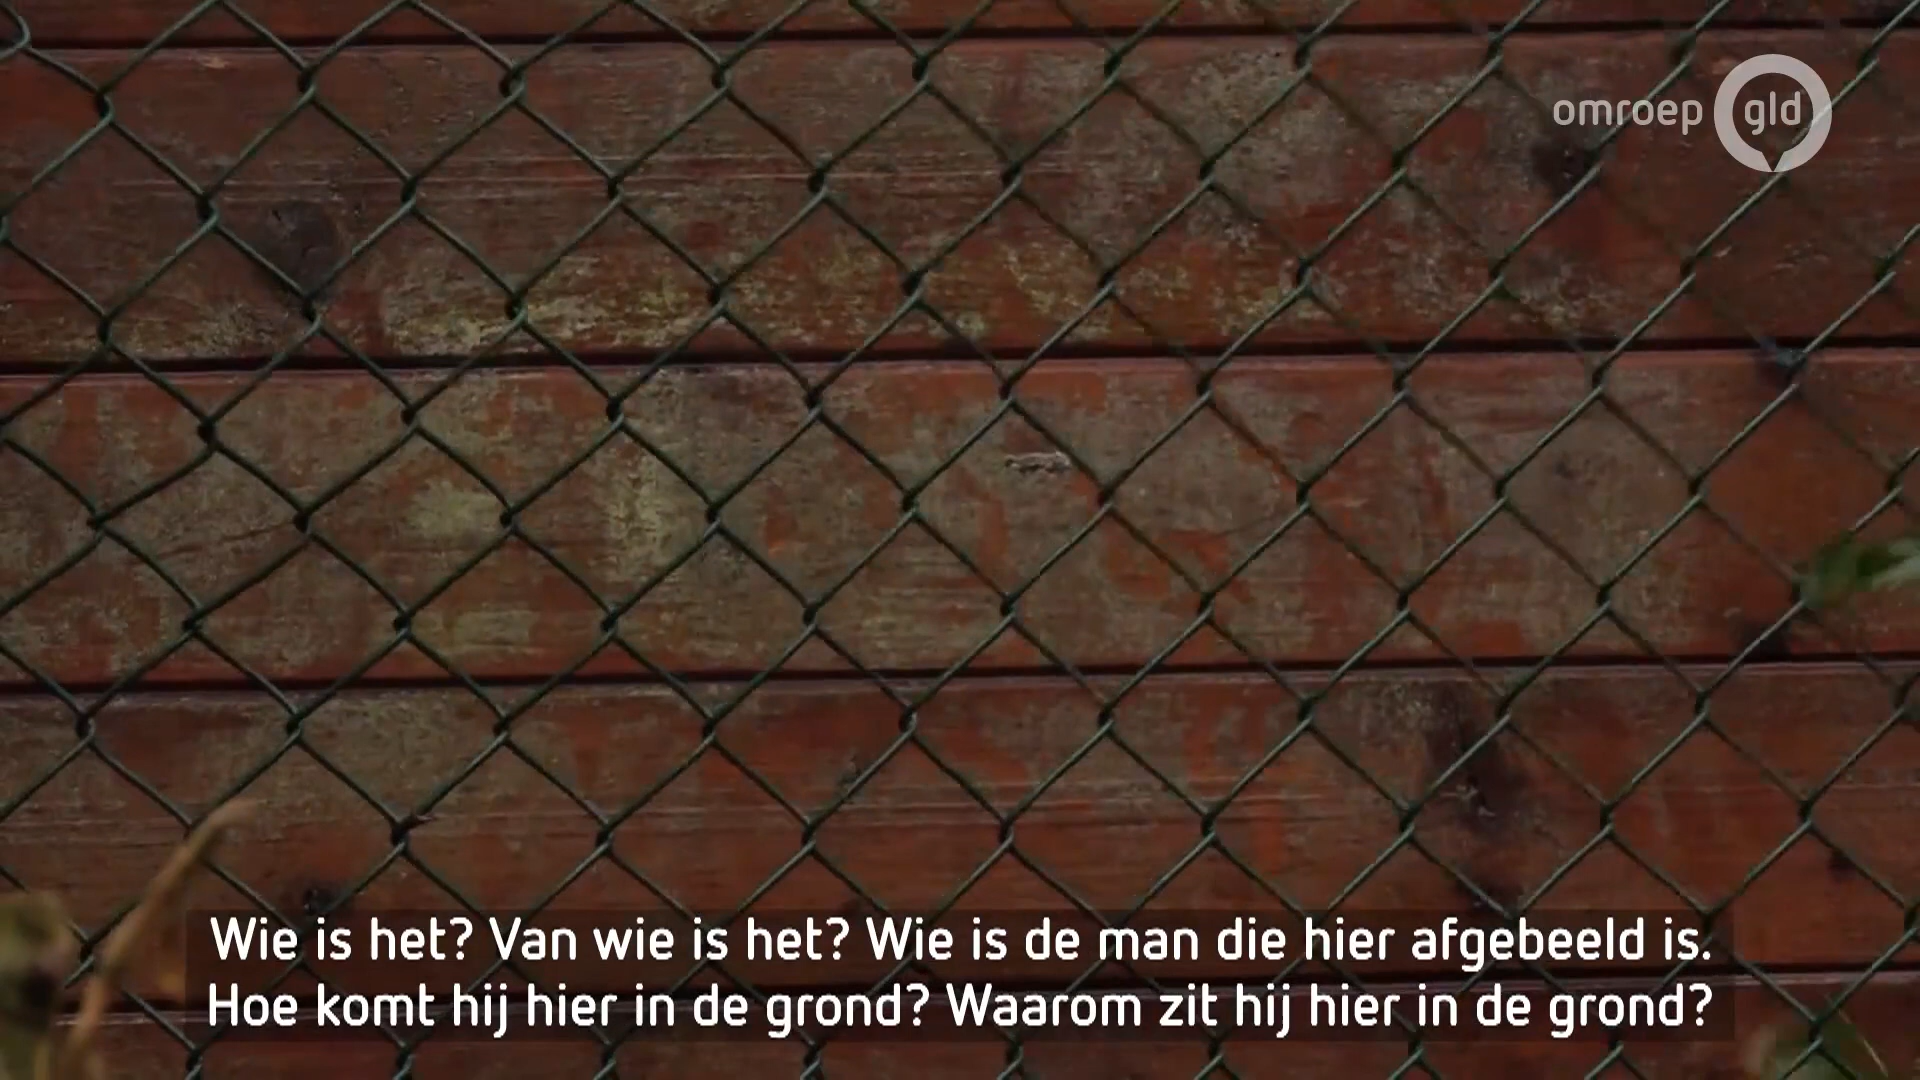 omroep gld
Wie is het? Van wie is het? Wie is de man die hier afgebeeld is.
Hoe komt hij hier in de grond? Waarom zit hij hier in de grond?